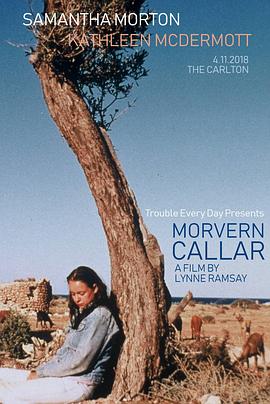 SAMANTHA MORTON
KATHLEEN MCDERMOTT
4.11.2018
THE CARLTON
Trouble Every Day Presents
MORVERN
CALLAR
A FILM BY
LYNNE RAMSAY